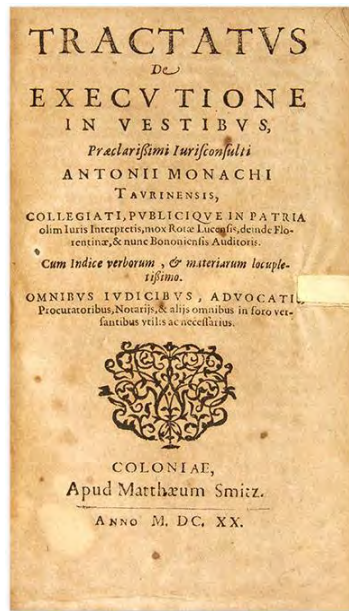 TRACTATVS
De
EXECVTIONE
IN VESTIBVS,
Præclarißimi Iurisconsulti
ANTONII MONACHI
TAVRINENSIS,
COLLEGIATI, PVBLICIQVE IN PATRIA
olim Iuris Interpretis, mox Rotæ Lucensis, deinde Flo-
rentinæ, & nunc Bononiensis Auditoris.
Cum Indice verborum, & materiarum locuple-
tißimo.
OMNIBVS IVDICIBVS, ADVOCATIS,
Procuratoribus, Notarijs, & alijs omnibus in foro ver-
santibus vtilis ac necessarius.
COLONIAE,
Apud Matthæum Smitz.
ANNO M. DC. XX.